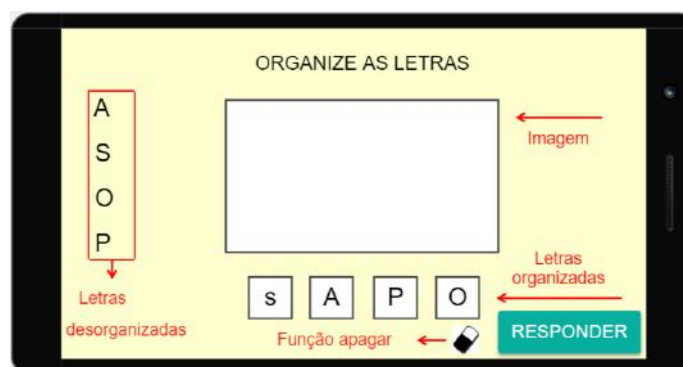 ORGANIZE AS LETRAS
A
S
O
P
Imagem
Letras
desorganizadas
Letras
organizadas
s A P O
Função apagar
RESPONDER